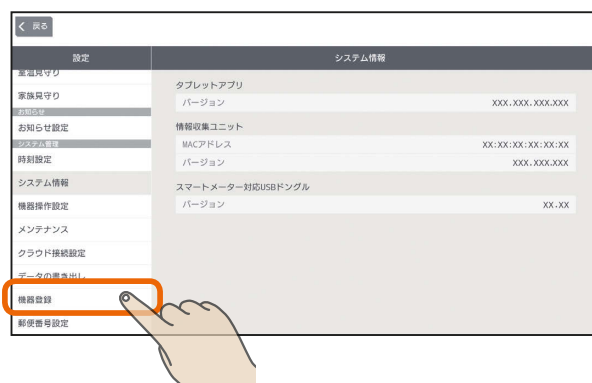 戻る
設定
システム情報
室温見守り
家族見守り
お知らせ
お知らせ設定
システム管理
時刻設定
システム情報
機器操作設定
メンテナンス
クラウド接続設定
データの書き出し
機器登録
郵便番号設定
タブレットアプリ
バージョン XXX.XXX.XXX.XXX
情報収集ユニット
MACアドレス XX:XX:XX:XX:XX:XX
バージョン XXX.XXX.XXX
スマートメーター対応USBドングル
バージョン XX.XX